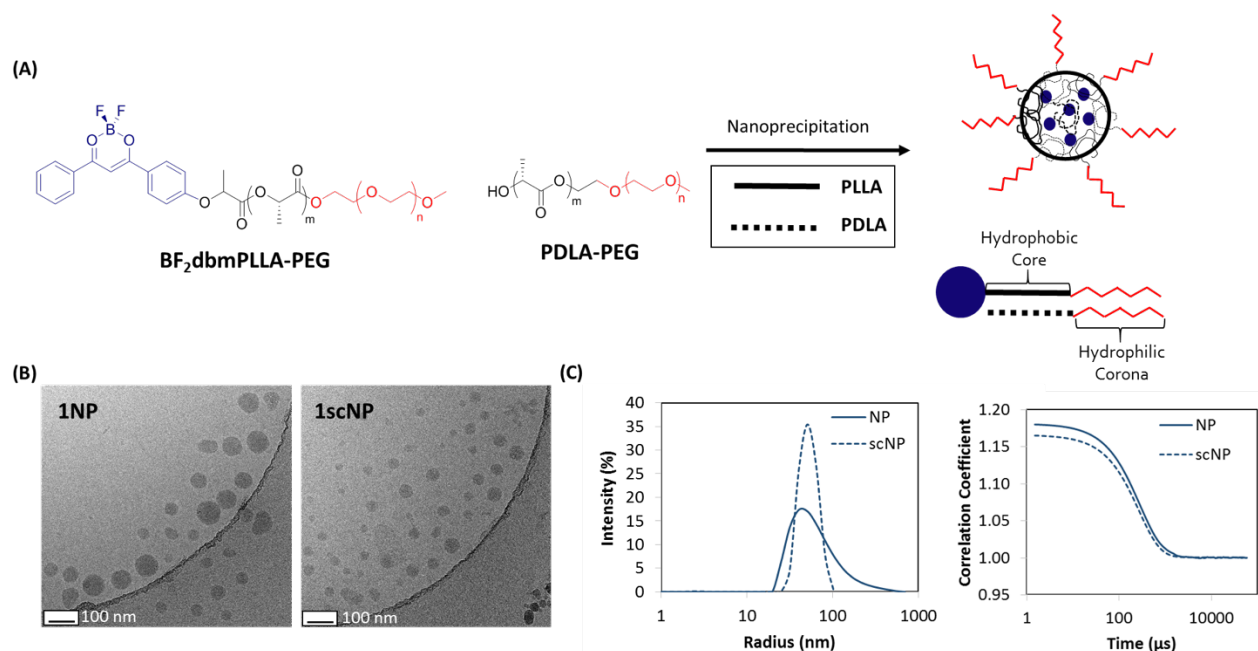 (A)
F
F
B
O
O
O
O
O
O
m
O
O
O
n
O
BF₂dbmPLLA-PEG
HO
O
O
m
O
O
n
PDLA-PEG
Nanoprecipitation
PLLA
PDLA
Hydrophobic
Core
Hydrophilic
Corona
(B)
1NP
100 nm
1scNP
100 nm
(C)
40
35
30
25
20
15
10
5
0
Intensity (%)
1
10
100
1000
Radius (nm)
NP
scNP
1.20
1.15
1.10
1.05
1.00
0.95
Correlation Coefficient
1
100
10000
Time (µs)
NP
scNP